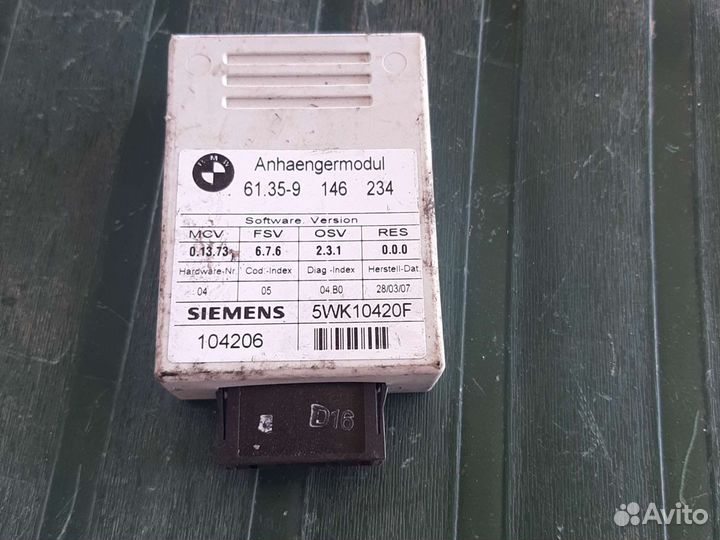 BMW
Anhaengermodul
61.35-9 146 234
Software. Version
MCV FSV OSV RES
0.13.73 6.7.6 2.3.1 0.0.0
Hardware-Nr. Cod.-Index Diag.-Index Herstell-Dat.
04 05 04.B0 28/03/07
SIEMENS 5WK10420F
104206
D16
Avito